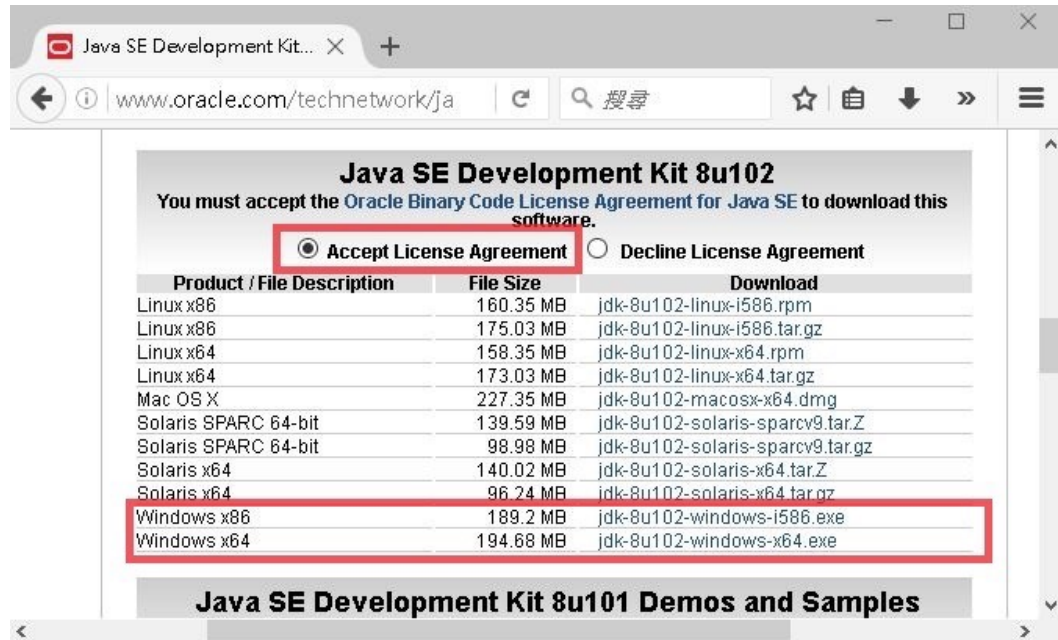 Java SE Development Kit...
www.oracle.com/technetwork/ja
搜尋
Java SE Development Kit 8u102
You must accept the Oracle Binary Code License Agreement for Java SE to download this
software.
Accept License Agreement Decline License Agreement
Product / File Description File Size Download
Linux x86 160.35 MB jdk-8u102-linux-i586.rpm
Linux x86 175.03 MB jdk-8u102-linux-i586.tar.gz
Linux x64 158.35 MB jdk-8u102-linux-x64.rpm
Linux x64 173.03 MB jdk-8u102-linux-x64.tar.gz
Mac OS X 227.35 MB jdk-8u102-macosx-x64.dmg
Solaris SPARC 64-bit 139.59 MB jdk-8u102-solaris-sparcv9.tar.Z
Solaris SPARC 64-bit 98.98 MB jdk-8u102-solaris-sparcv9.tar.gz
Solaris x64 140.02 MB jdk-8u102-solaris-x64.tar.Z
Solaris x64 96.24 MB jdk-8u102-solaris-x64.tar.gz
Windows x86 189.2 MB jdk-8u102-windows-i586.exe
Windows x64 194.68 MB jdk-8u102-windows-x64.exe
Java SE Development Kit 8u101 Demos and Samples